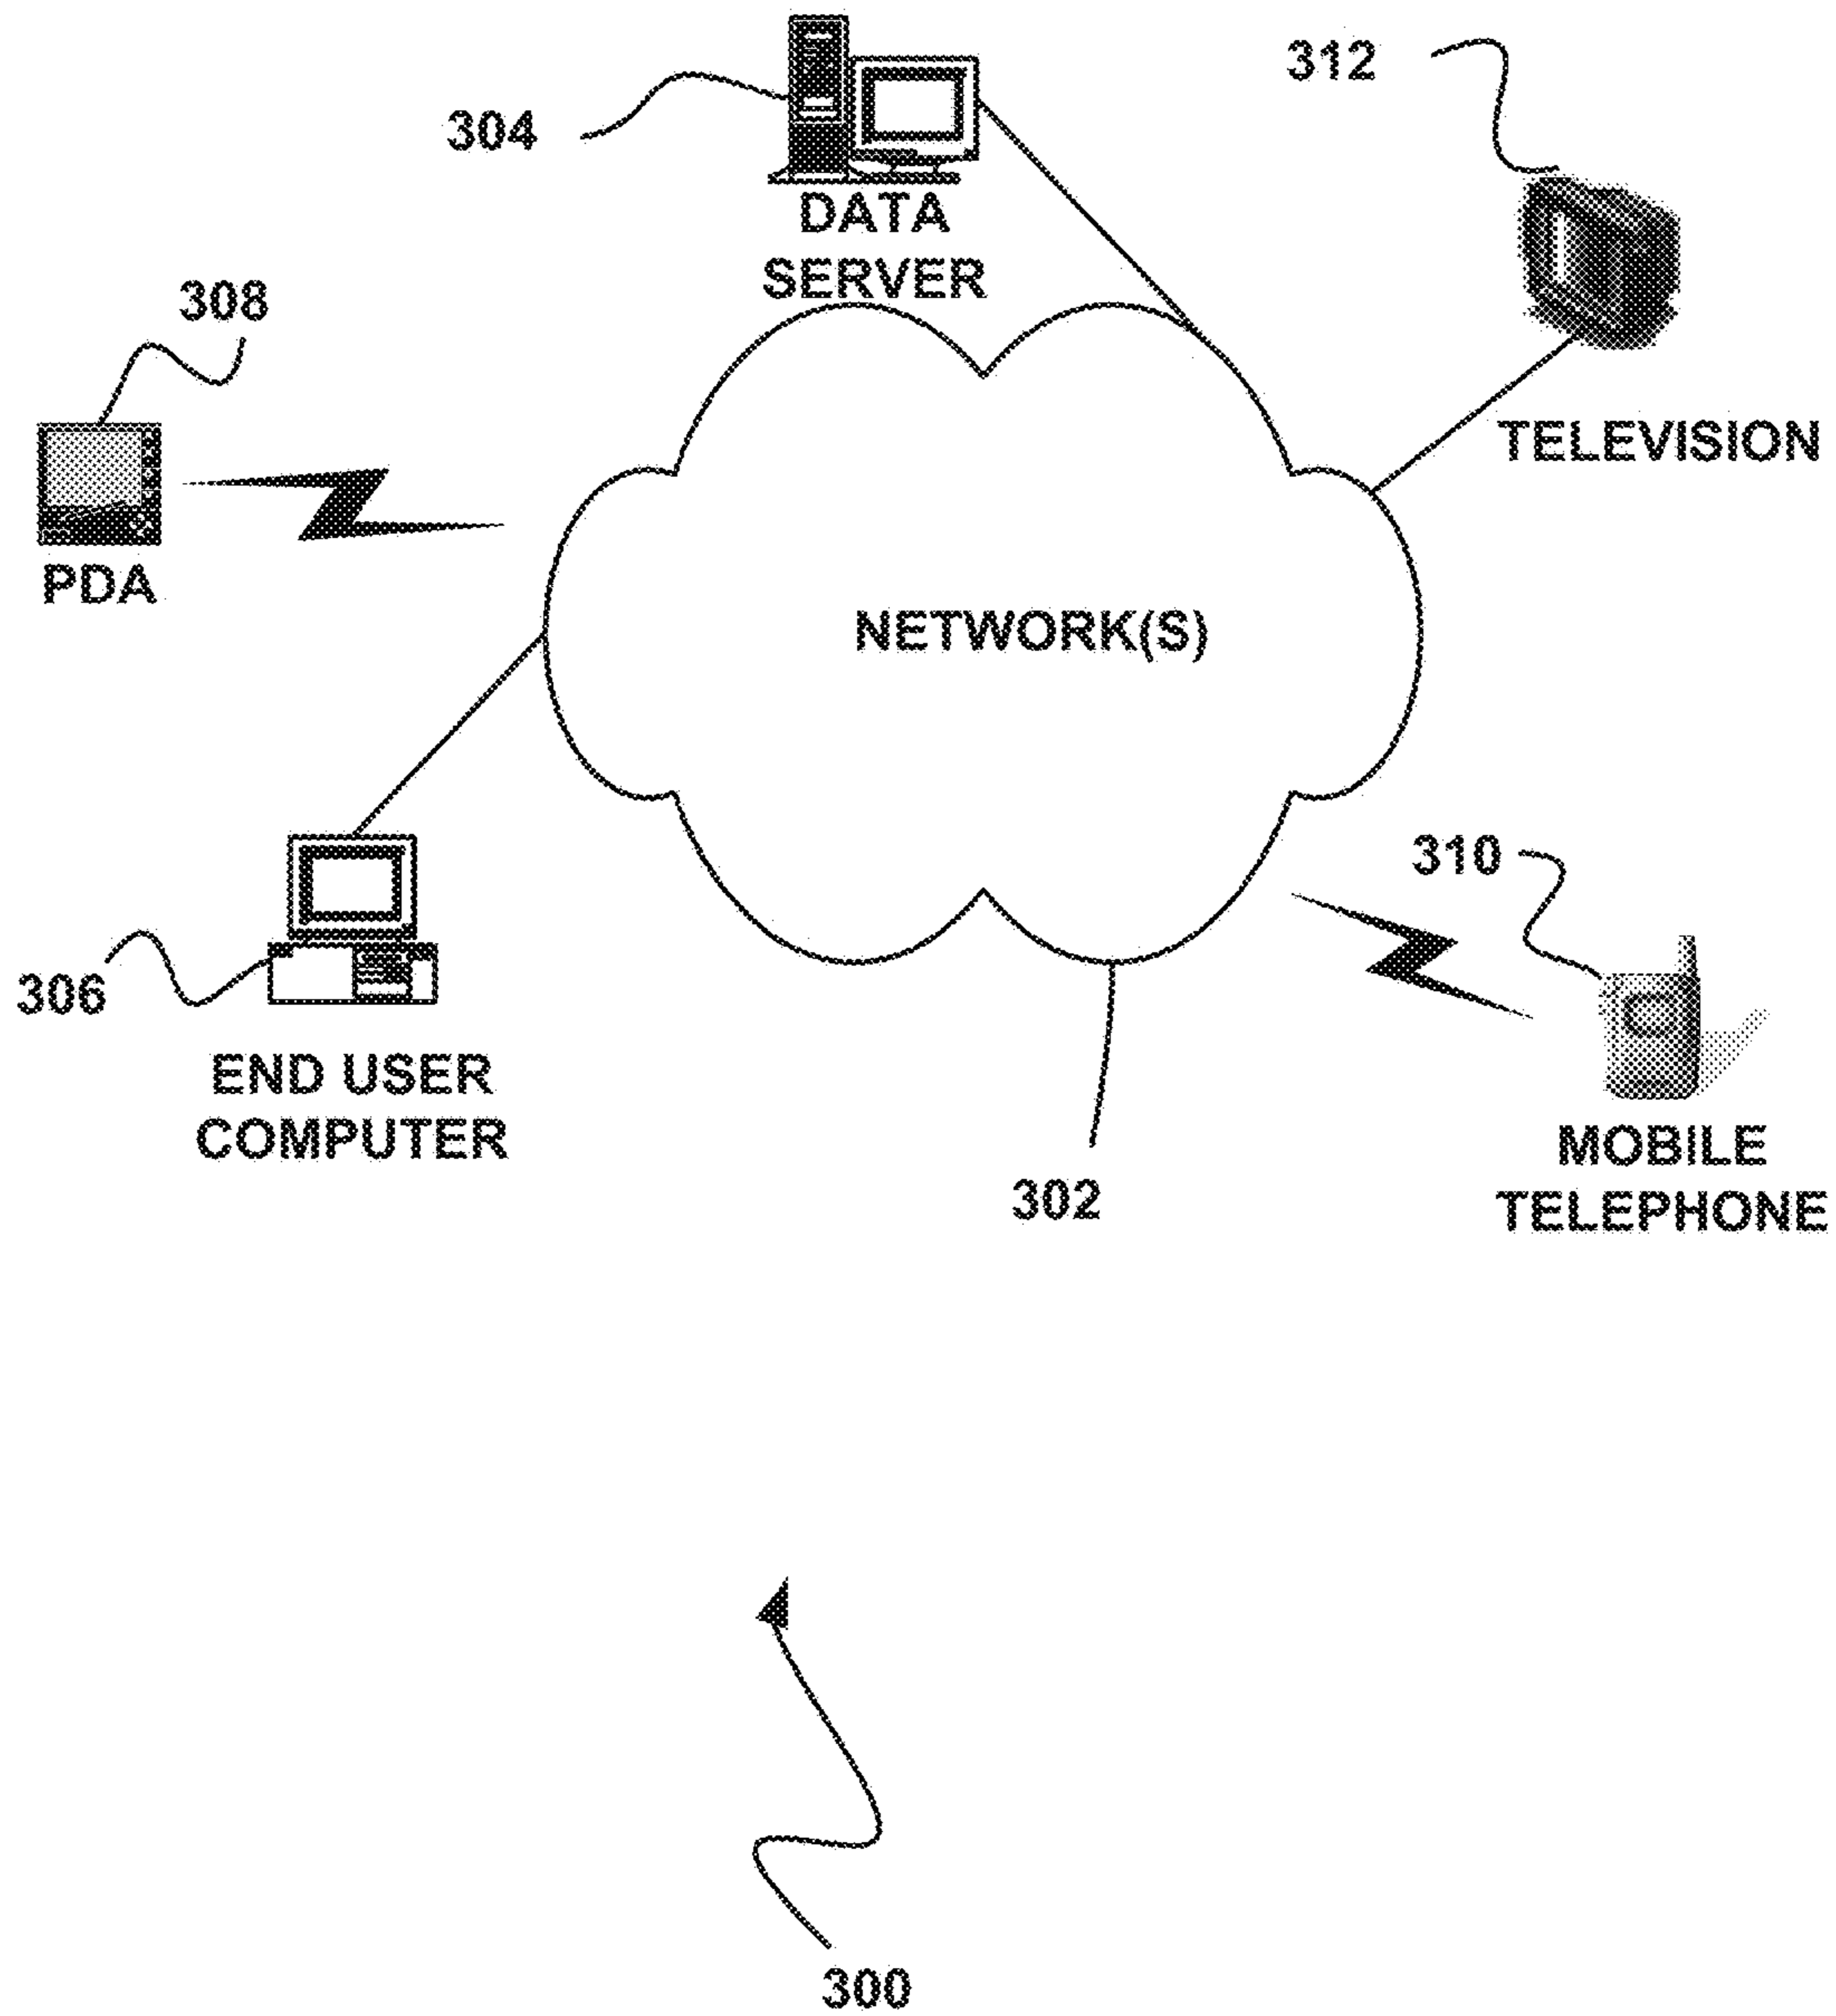 312
304
DATA
SERVER
308
TELEVISION
PDA
NETWORK(S)
310
306
END USER
COMPUTER
MOBILE
TELEPHONE
302
300